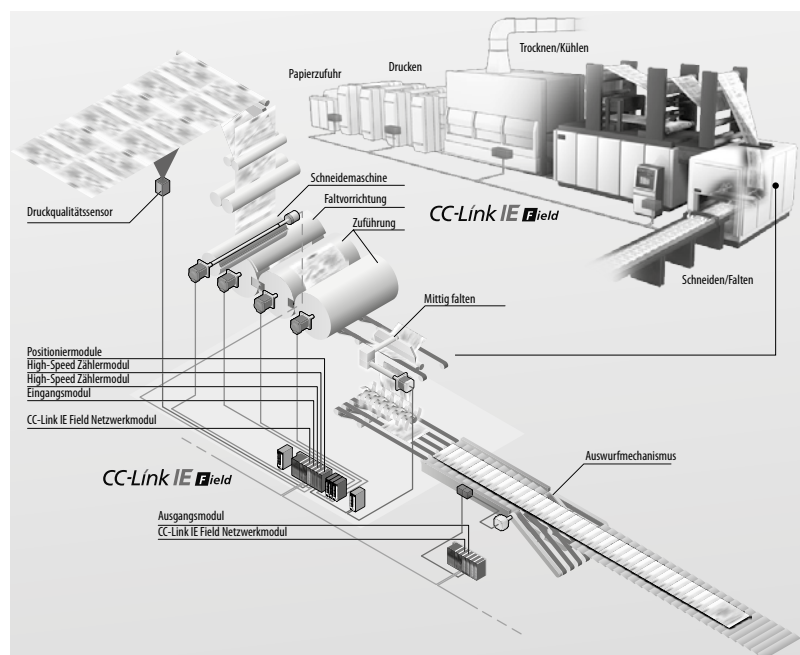 Trocknen/Kühlen
Drucken
Papierzufuhr
Schneidemaschine
Faltvorrichtung
Druckqualitätssensor
Zuführung
CC-Línk IE Field
Schneiden/Falten
Mittig falten
Positioniermodule
High-Speed Zählermodul
High-Speed Zählermodul
Eingangsmodul
CC-Link IE Field Netzwerkmodul
CC-Línk IE Field
Auswurfmechanismus
Ausgangsmodul
CC-Link IE Field Netzwerkmodul